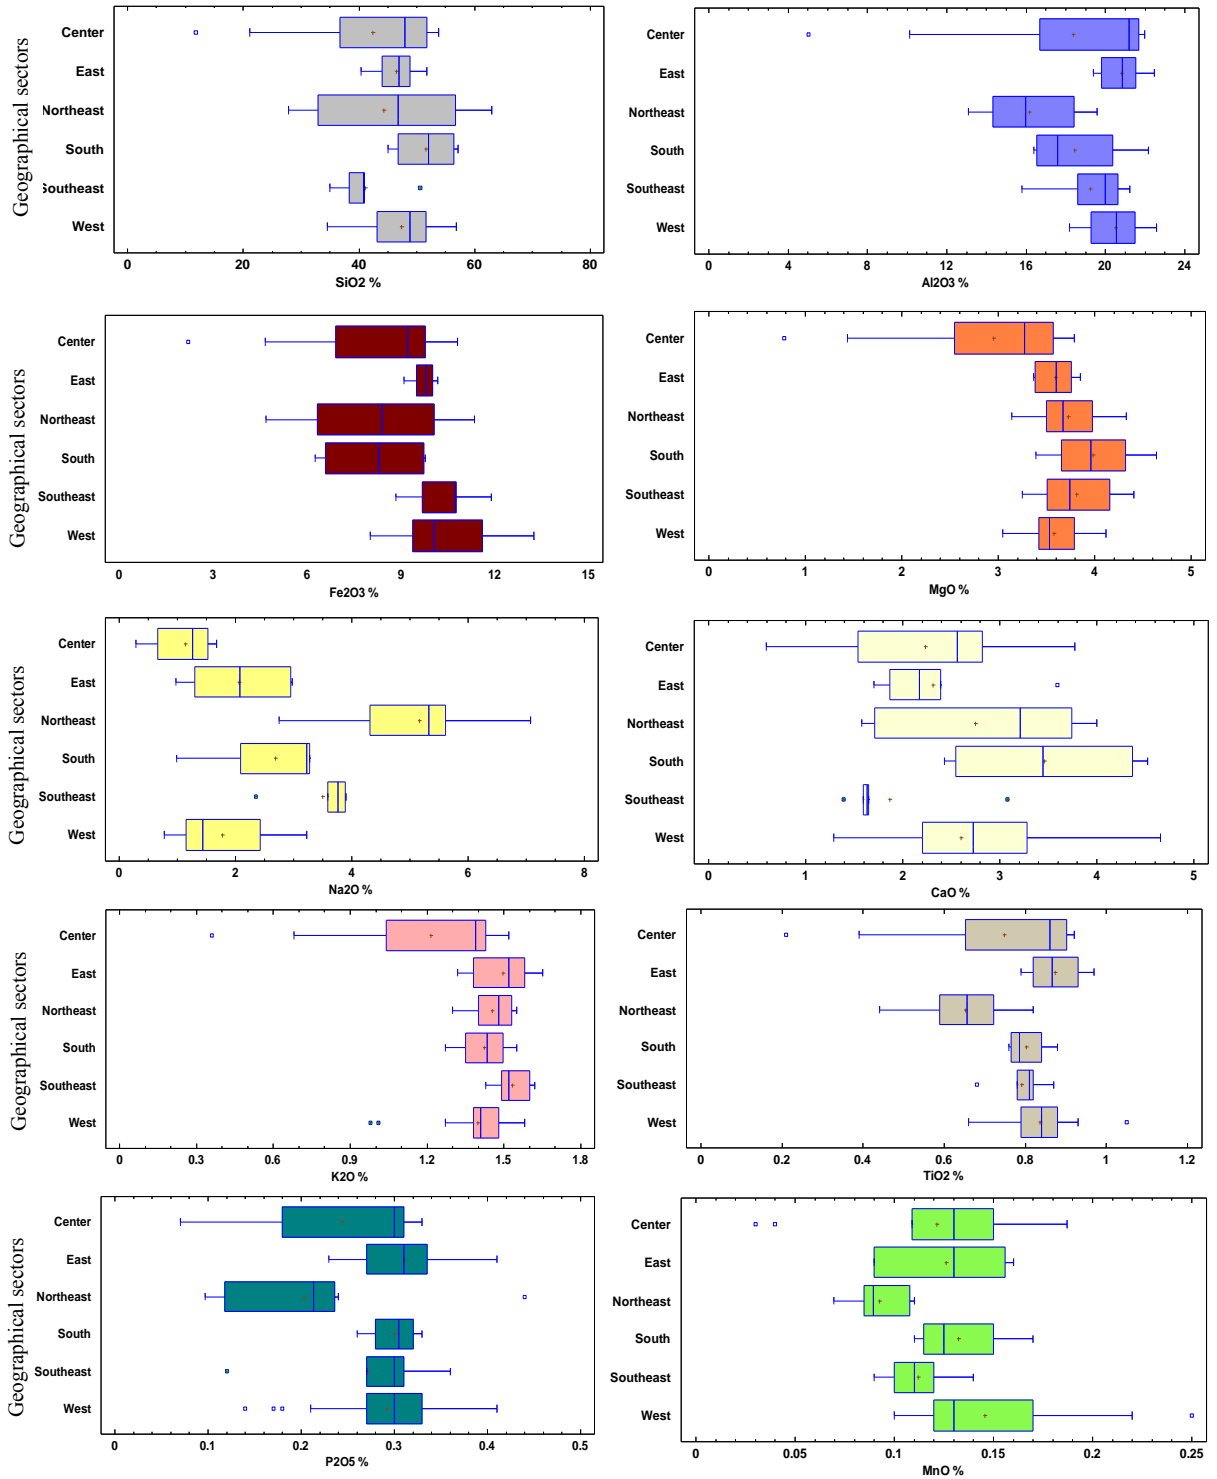 Geographical sectors
Center
East
Northeast
South
Southeast
West
0 20 40 60 80
SiO2 %
Center
East
Northeast
South
Southeast
West
0 4 8 12 16 20 24
Al2O3 %
Geographical sectors
Center
East
Northeast
South
Southeast
West
0 3 6 9 12 15
Fe2O3 %
Center
East
Northeast
South
Southeast
West
0 1 2 3 4 5
MgO %
Geographical sectors
Center
East
Northeast
South
Southeast
West
0 2 4 6 8
Na2O %
Center
East
Northeast
South
Southeast
West
0 1 2 3 4 5
CaO %
Geographical sectors
Center
East
Northeast
South
Southeast
West
0 0.3 0.6 0.9 1.2 1.5 1.8
K2O %
Center
East
Northeast
South
Southeast
West
0 0.2 0.4 0.6 0.8 1 1.2
TiO2 %
Geographical sectors
Center
East
Northeast
South
Southeast
West
0 0.1 0.2 0.3 0.4 0.5
P2O5 %
Center
East
Northeast
South
Southeast
West
0 0.05 0.1 0.15 0.2 0.25
MnO %